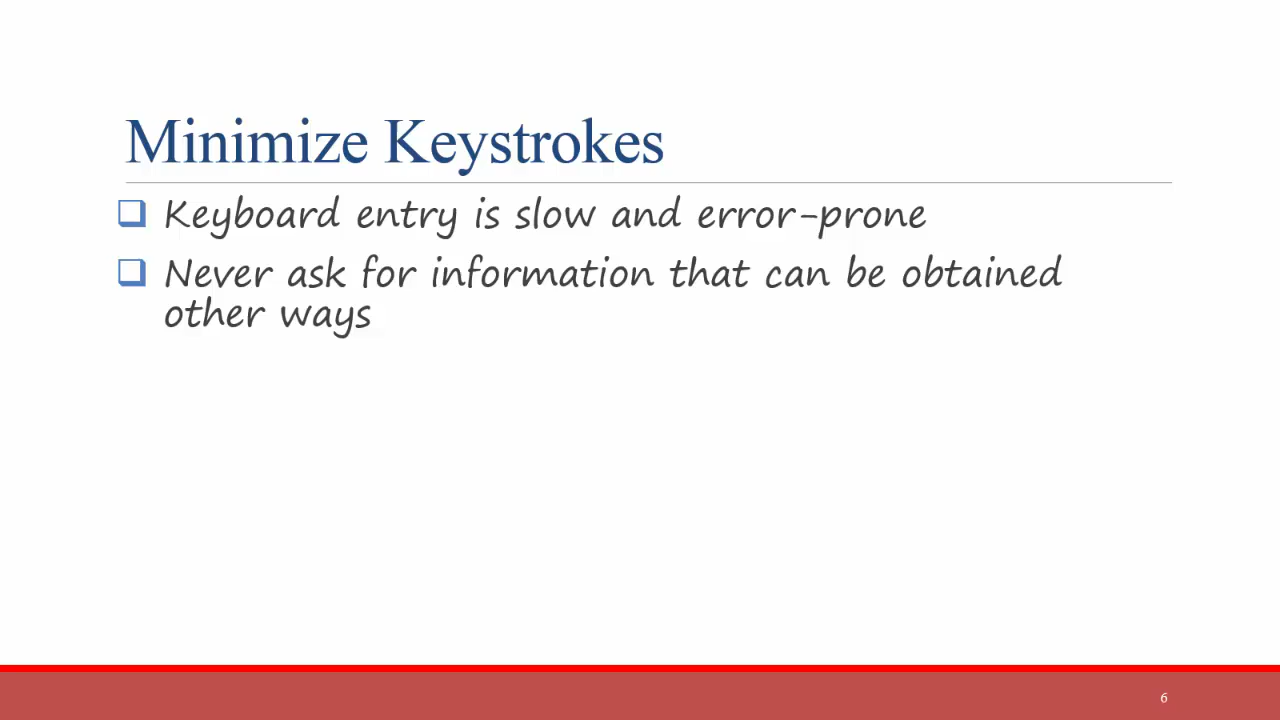 Minimize Keystrokes
Keyboard entry is slow and error-prone
Never ask for information that can be obtained
other ways
6